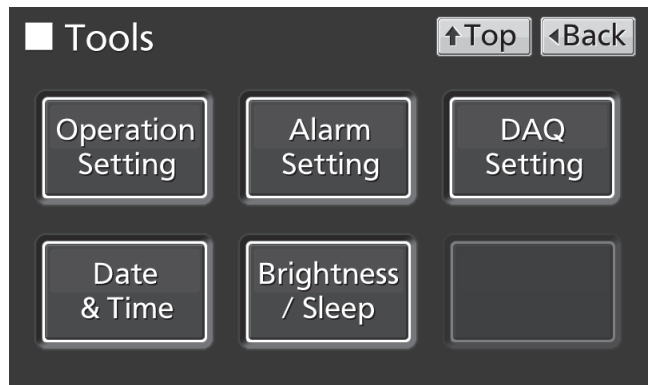 Tools
Top
Back
Operation
Setting
Alarm
Setting
DAQ
Setting
Date
& Time
Brightness
/ Sleep